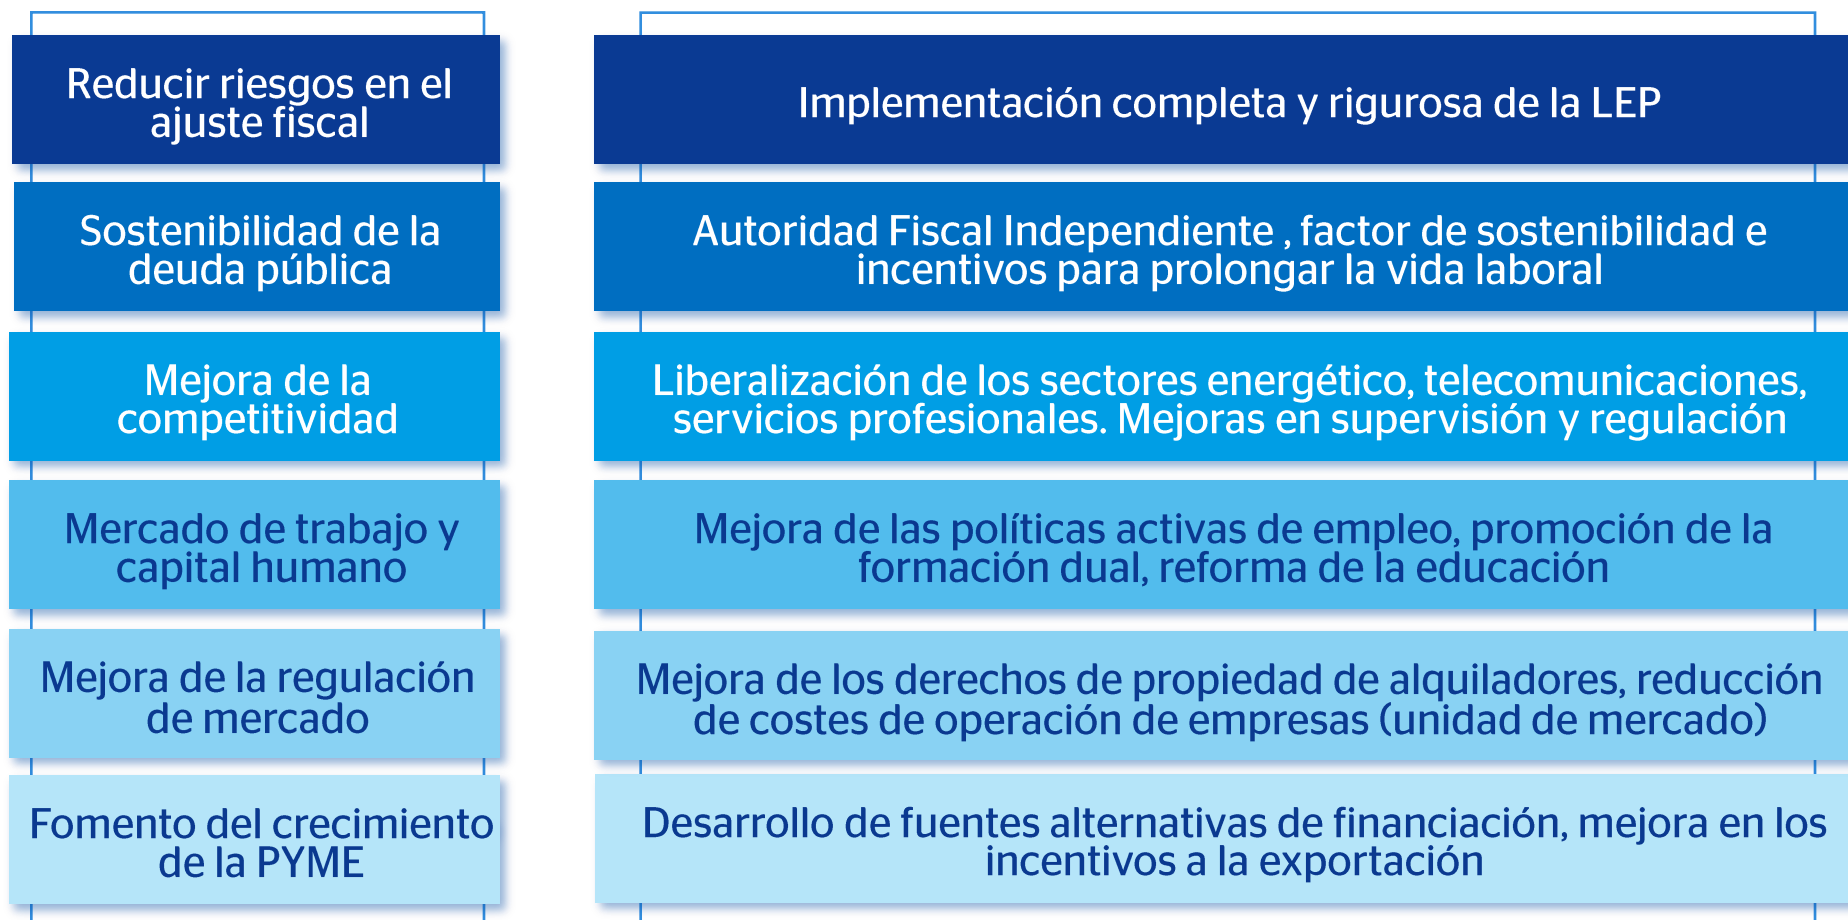 Reducir riesgos en el
ajuste fiscal
Implementación completa y rigurosa de la LEP
Sostenibilidad de la
deuda pública
Autoridad Fiscal Independiente , factor de sostenibilidad e
incentivos para prolongar la vida laboral
Mejora de la
competitividad
Liberalización de los sectores energético, telecomunicaciones,
servicios profesionales. Mejoras en supervisión y regulación
Mercado de trabajo y
capital humano
Mejora de las políticas activas de empleo, promoción de la
formación dual, reforma de la educación
Mejora de la regulación
de mercado
Mejora de los derechos de propiedad de alquiladores, reducción
de costes de operación de empresas (unidad de mercado)
Fomento del crecimiento
de la PYME
Desarrollo de fuentes alternativas de financiación, mejora en los
incentivos a la exportación